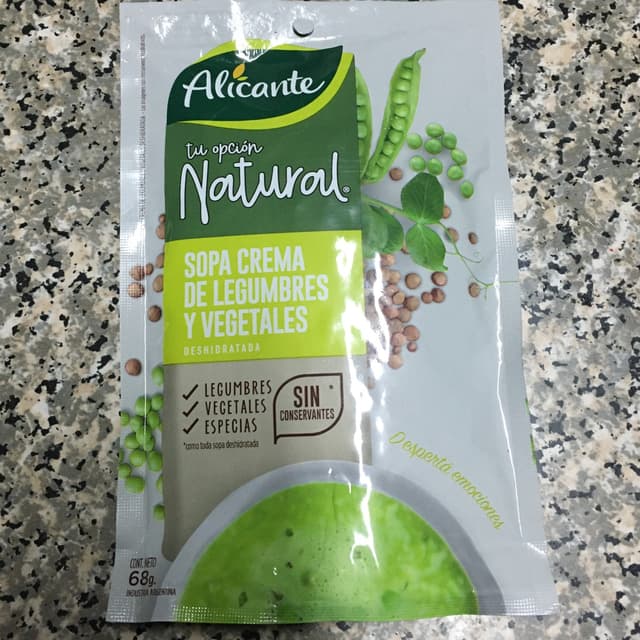 Alicante
tu opción
Natural®
SOPA CREMA
DE LEGUMBRES
Y VEGETALES
DESHIDRATADA
LEGUMBRES
VEGETALES
ESPECIAS
SIN*
CONSERVANTES
*como toda sopa deshidratada
Despertá emociones
CONT. NETO
68g.
INDUSTRIA ARGENTINA